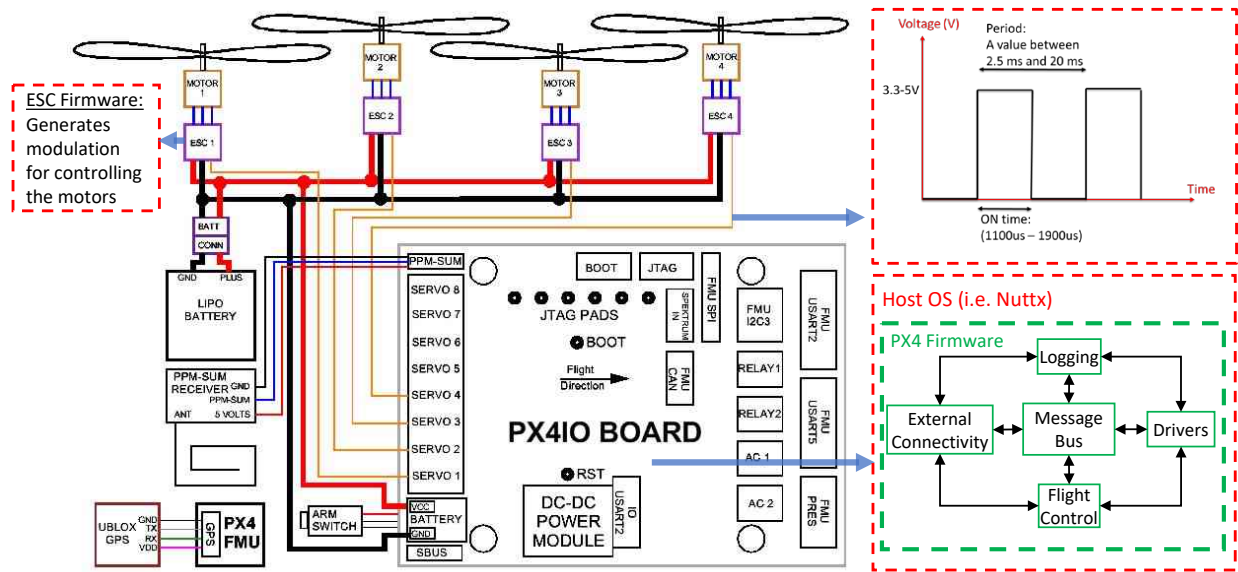 MOTOR
1
MOTOR
2
MOTOR
3
MOTOR
4
ESC 1
ESC 2
ESC 3
ESC 4
ESC Firmware:
Generates
modulation
for controlling
the motors
BATT
CONN
GND
PLUS
LIPO
BATTERY
PPM-SUM
RECEIVER
GND
PPM-SUM
5 VOLTS
ANT
UBLOX
GPS
GND
TX
RX
VDD
GPS
PX4
FMU
ARM
SWITCH
PPM-SUM
SERVO 8
SERVO 7
SERVO 6
SERVO 5
SERVO 4
SERVO 3
SERVO 2
SERVO 1
VCC
BATTERY
GND
SBUS
BOOT
JTAG
JTAG PADS
SPEKTRUM
IN
FMU SPI
BOOT
Flight
Direction
FMU
CAN
PX4IO BOARD
RST
DC-DC
POWER
MODULE
IO
USART2
FMU
I2C3
RELAY1
RELAY2
AC 1
AC 2
FMU
USART2
FMU
USART5
FMU
PRES
Voltage (V)
Period:
A value between
2.5 ms and 20 ms
3.3-5V
Time
ON time:
(1100us – 1900us)
Host OS (i.e. Nuttx)
PX4 Firmware
Logging
External
Connectivity
Message
Bus
Drivers
Flight
Control